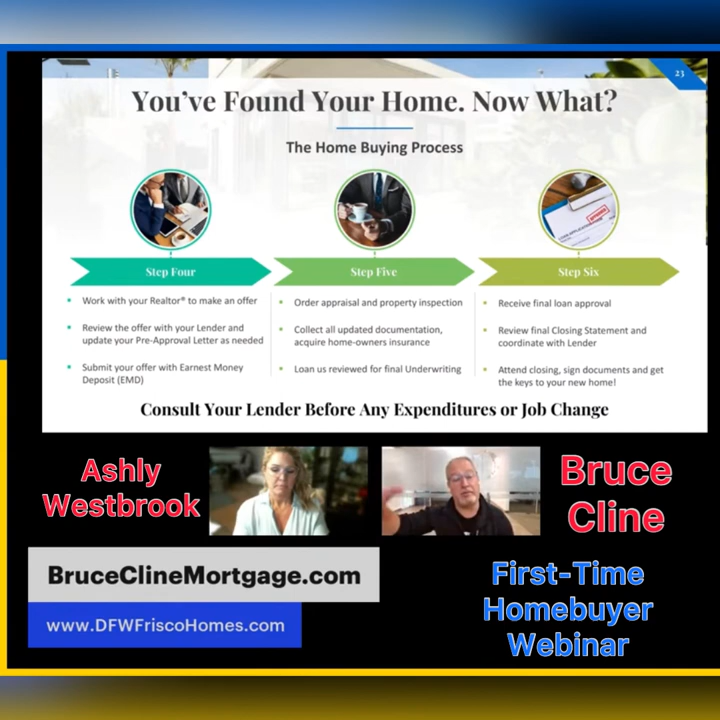 23
You've Found Your Home. Now What?
The Home Buying Process
Step Four
Work with your Realtor® to make an offer
Review the offer with your Lender and
update your Pre-Approval Letter as needed
Submit your offer with Earnest Money
Deposit (EMD)
Step Five
Order appraisal and property inspection
Collect all updated documentation,
acquire home-owners insurance
Loan us reviewed for final Underwriting
Step Six
Receive final loan approval
Review final Closing Statement and
coordinate with Lender
Attend closing, sign documents and get
the keys to your new home!
Consult Your Lender Before Any Expenditures or Job Change
Ashly
Westbrook
Bruce
Cline
BruceClineMortgage.com
www.DFWFriscoHomes.com
First-Time
Homebuyer
Webinar